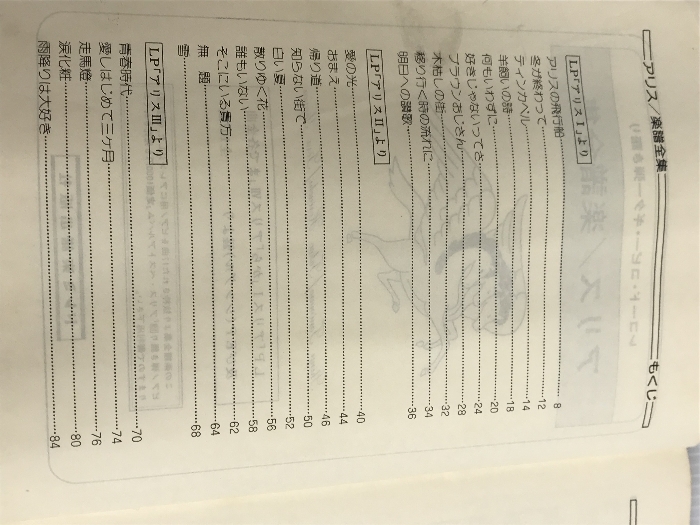 アリス／楽譜全集 もくじ
LP「アリスⅠ」より
アリスの飛行船……8
冬が終わって……12
ティンカ・ベル……14
羊飼いの詩……18
何もいわずに……20
好きじゃないってさ……24
ブラウンおじさん……28
木枯しの街……32
移り行く時の流れに……34
明日への讃歌……36
LP「アリスⅡ」より
愛の光……40
おまえ……44
帰り道……46
知らない街で……50
白い夏……52
散りゆく花……56
誰もいない……58
そこにいる貴方……62
無題……64
雪……68
LP「アリスⅢ」より
青春時代……70
愛しはじめて三ヶ月……74
走馬燈……76
涙化粧……80
雨降りは大好き……84